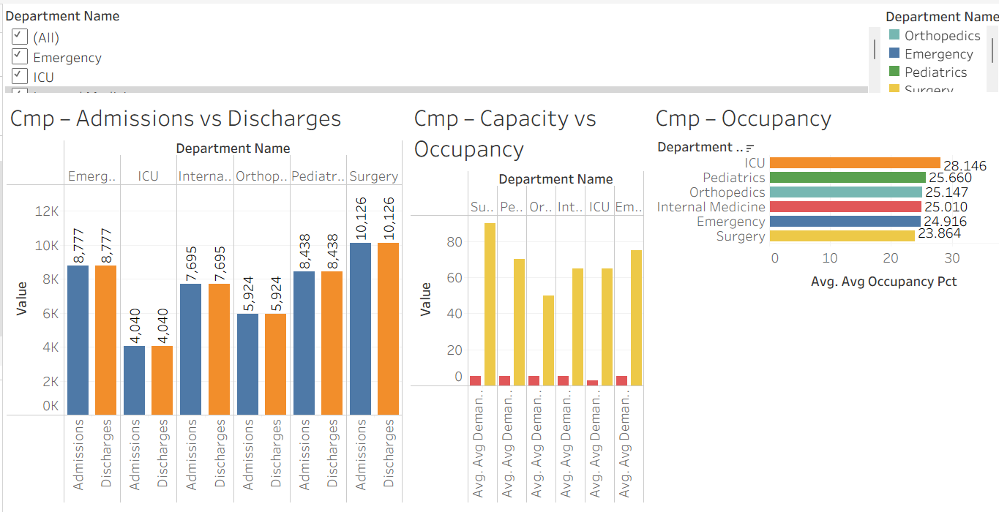 Department Name
(All)
Emergency
ICU
Department Name
Orthopedics
Emergency
Pediatrics
Surgery
Cmp – Admissions vs Discharges
Department Name
Emerg..
ICU
Interna..
Orthop..
Pediatr..
Surgery
12K
10K
8K
6K
4K
2K
0K
Value
8,777
8,777
4,040
4,040
7,695
7,695
5,924
5,924
8,438
8,438
10,126
10,126
Admissions
Discharges
Admissions
Discharges
Admissions
Discharges
Admissions
Discharges
Admissions
Discharges
Admissions
Discharges
Cmp – Capacity vs
Occupancy
Department Name
Su..
Pe..
Or..
Int..
ICU
Em..
80
60
40
20
0
Value
Avg. Avg Deman..
Avg. Avg Deman..
Avg. Avg Deman..
Avg. Avg Deman..
Avg. Avg Deman..
Avg. Avg Deman..
Cmp – Occupancy
Department ..
ICU 28.146
Pediatrics 25.660
Orthopedics 25.147
Internal Medicine 25.010
Emergency 24.916
Surgery 23.864
0 10 20 30
Avg. Avg Occupancy Pct